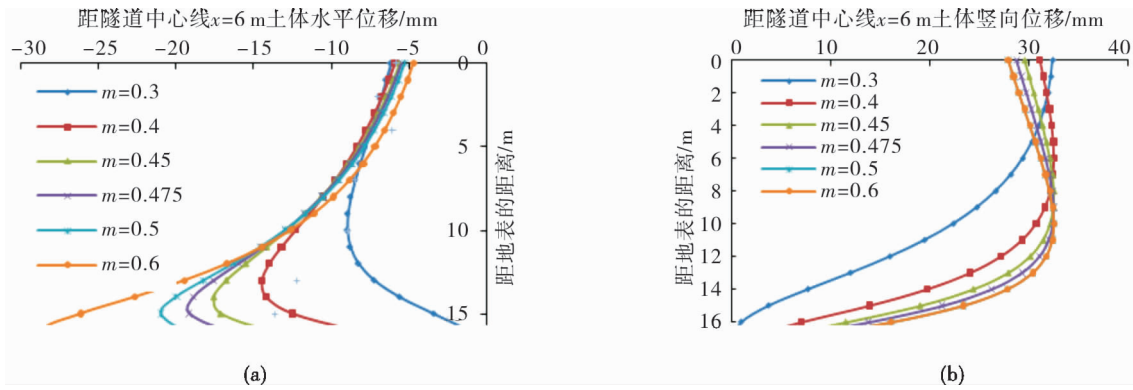 距隧道中心线x=6 m土体水平位移/mm
-30 -25 -20 -15 -10 -5 0
0
5
10
15
距地表的距离/m
m=0.3
m=0.4
m=0.45
m=0.475
m=0.5
m=0.6
(a)
距隧道中心线x=6 m土体竖向位移/mm
0 10 20 30 40
0
2
4
6
8
10
12
14
16
距地表的距离/m
m=0.3
m=0.4
m=0.45
m=0.475
m=0.5
m=0.6
(b)